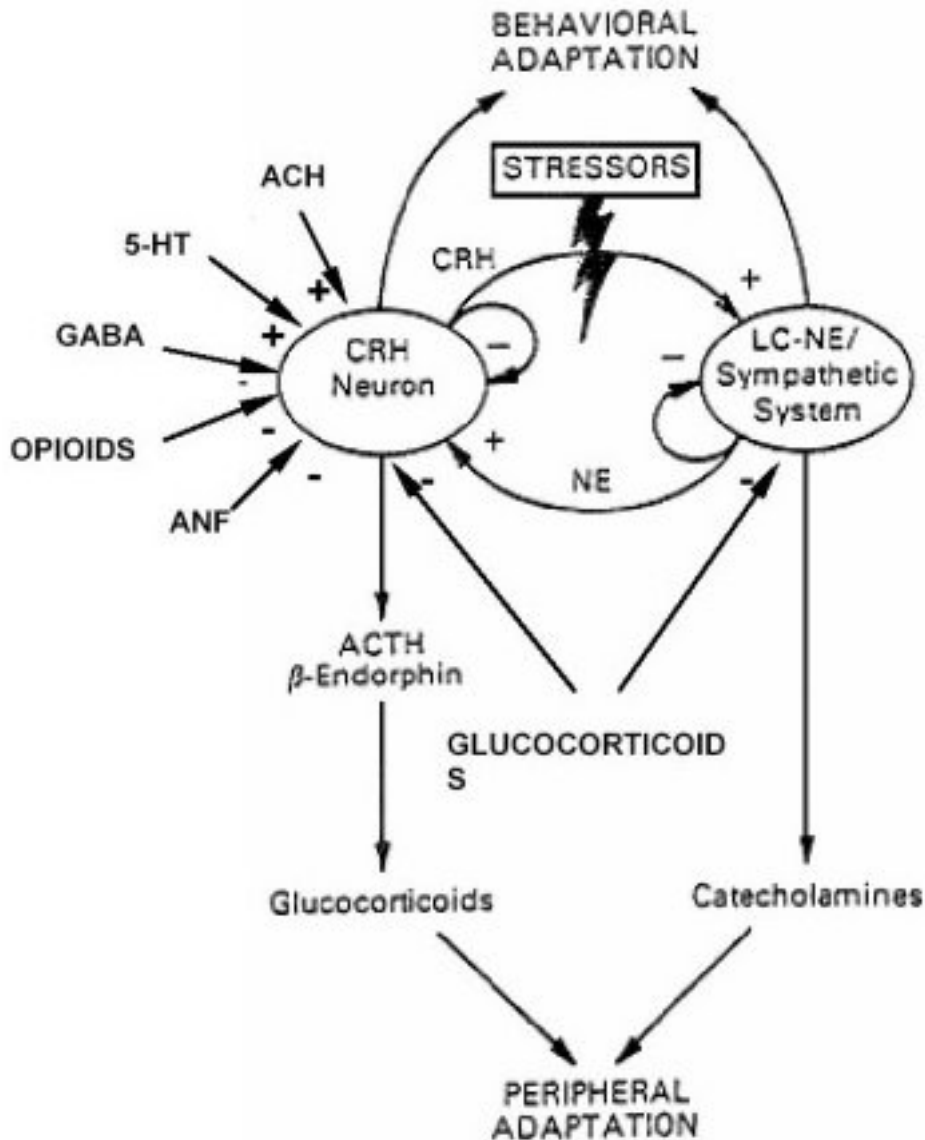 BEHAVIORAL
ADAPTATION
STRESSORS
ACH
5-HT
CRH
+
+
+
GABA
CRH
Neuron
–
–
LC-NE/
Sympathetic
System
-
OPIOIDS
-
+
ANF
-
-
NE
-
ACTH
β-Endorphin
GLUCOCORTICOID
S
Glucocorticoids
Catecholamines
PERIPHERAL
ADAPTATION